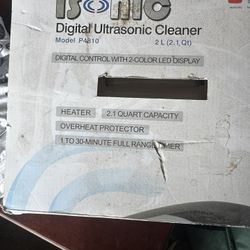 iSonic
Digital Ultrasonic Cleaner
Model P4810 2 L (2.1 Qt)
DIGITAL CONTROL WITH 2-COLOR LED DISPLAY
HEATER 2.1 QUART CAPACITY
OVERHEAT PROTECTOR
1 TO 30-MINUTE FULL RANGE TIMER